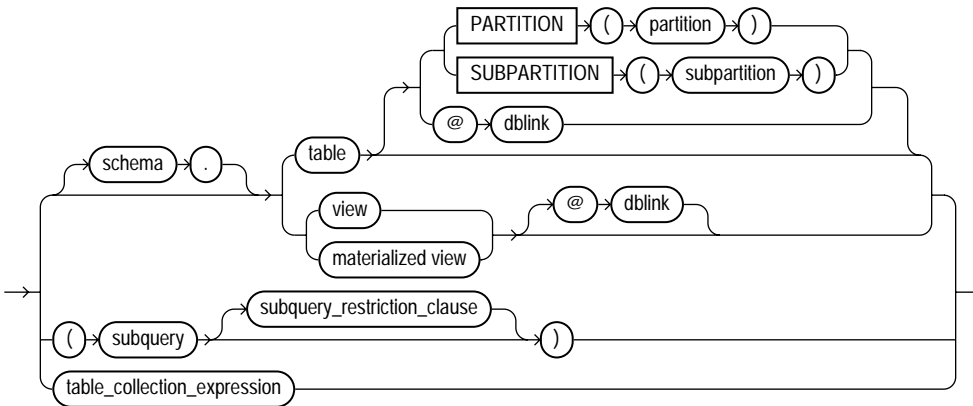 PARTITION ( partition )
SUBPARTITION ( subpartition )
@ dblink
table
schema .
view
@ dblink
materialized view
subquery_restriction_clause
( subquery )
table_collection_expression